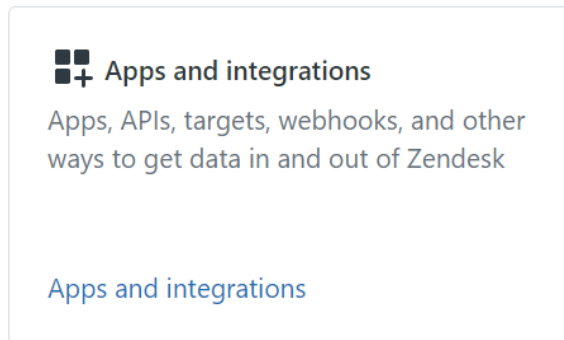 Apps and integrations
Apps, APIs, targets, webhooks, and other
ways to get data in and out of Zendesk
Apps and integrations